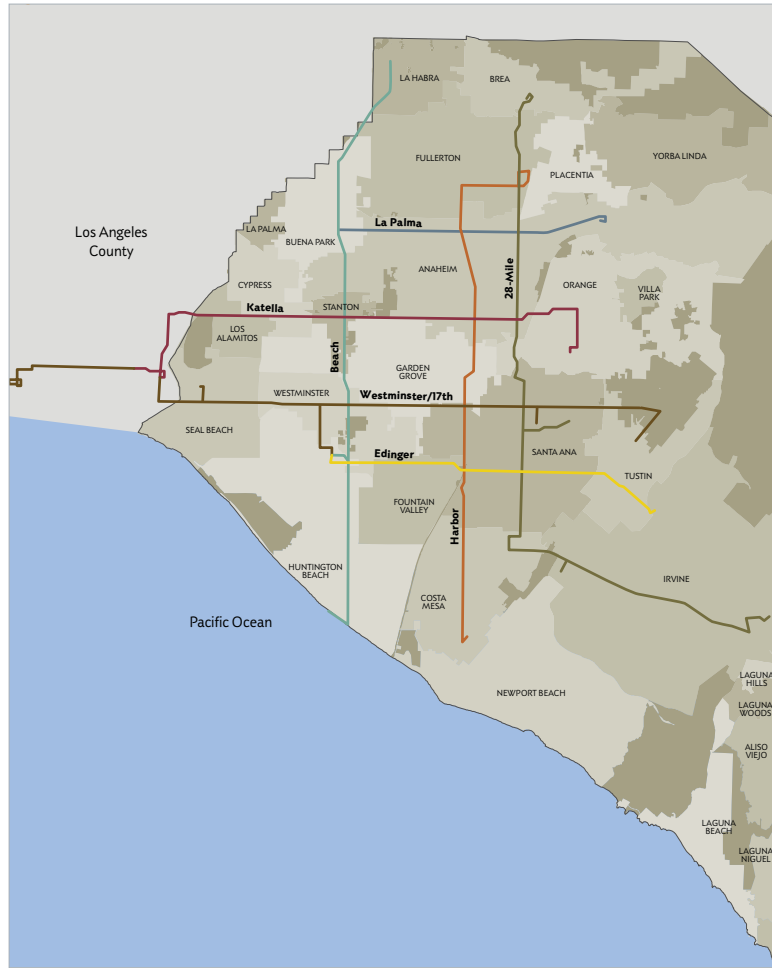 LA HABRA
BREA
FULLERTON
YORBA LINDA
PLACENTIA
Los Angeles
County
LA PALMA
La Palma
BUENA PARK
ANAHEIM
28-Mile
ORANGE
VILLA
PARK
CYPRESS
Katella
STANTON
LOS
ALAMITOS
Beach
GARDEN
GROVE
WESTMINSTER
Westminster/17th
SEAL BEACH
Edinger
SANTA ANA
TUSTIN
FOUNTAIN
VALLEY
Harbor
HUNTINGTON
BEACH
IRVINE
COSTA
MESA
Pacific Ocean
NEWPORT BEACH
LAGUNA
HILLS
LAGUNA
WOODS
ALISO
VIEJO
LAGUNA
BEACH
LAGUNA
NIGUEL